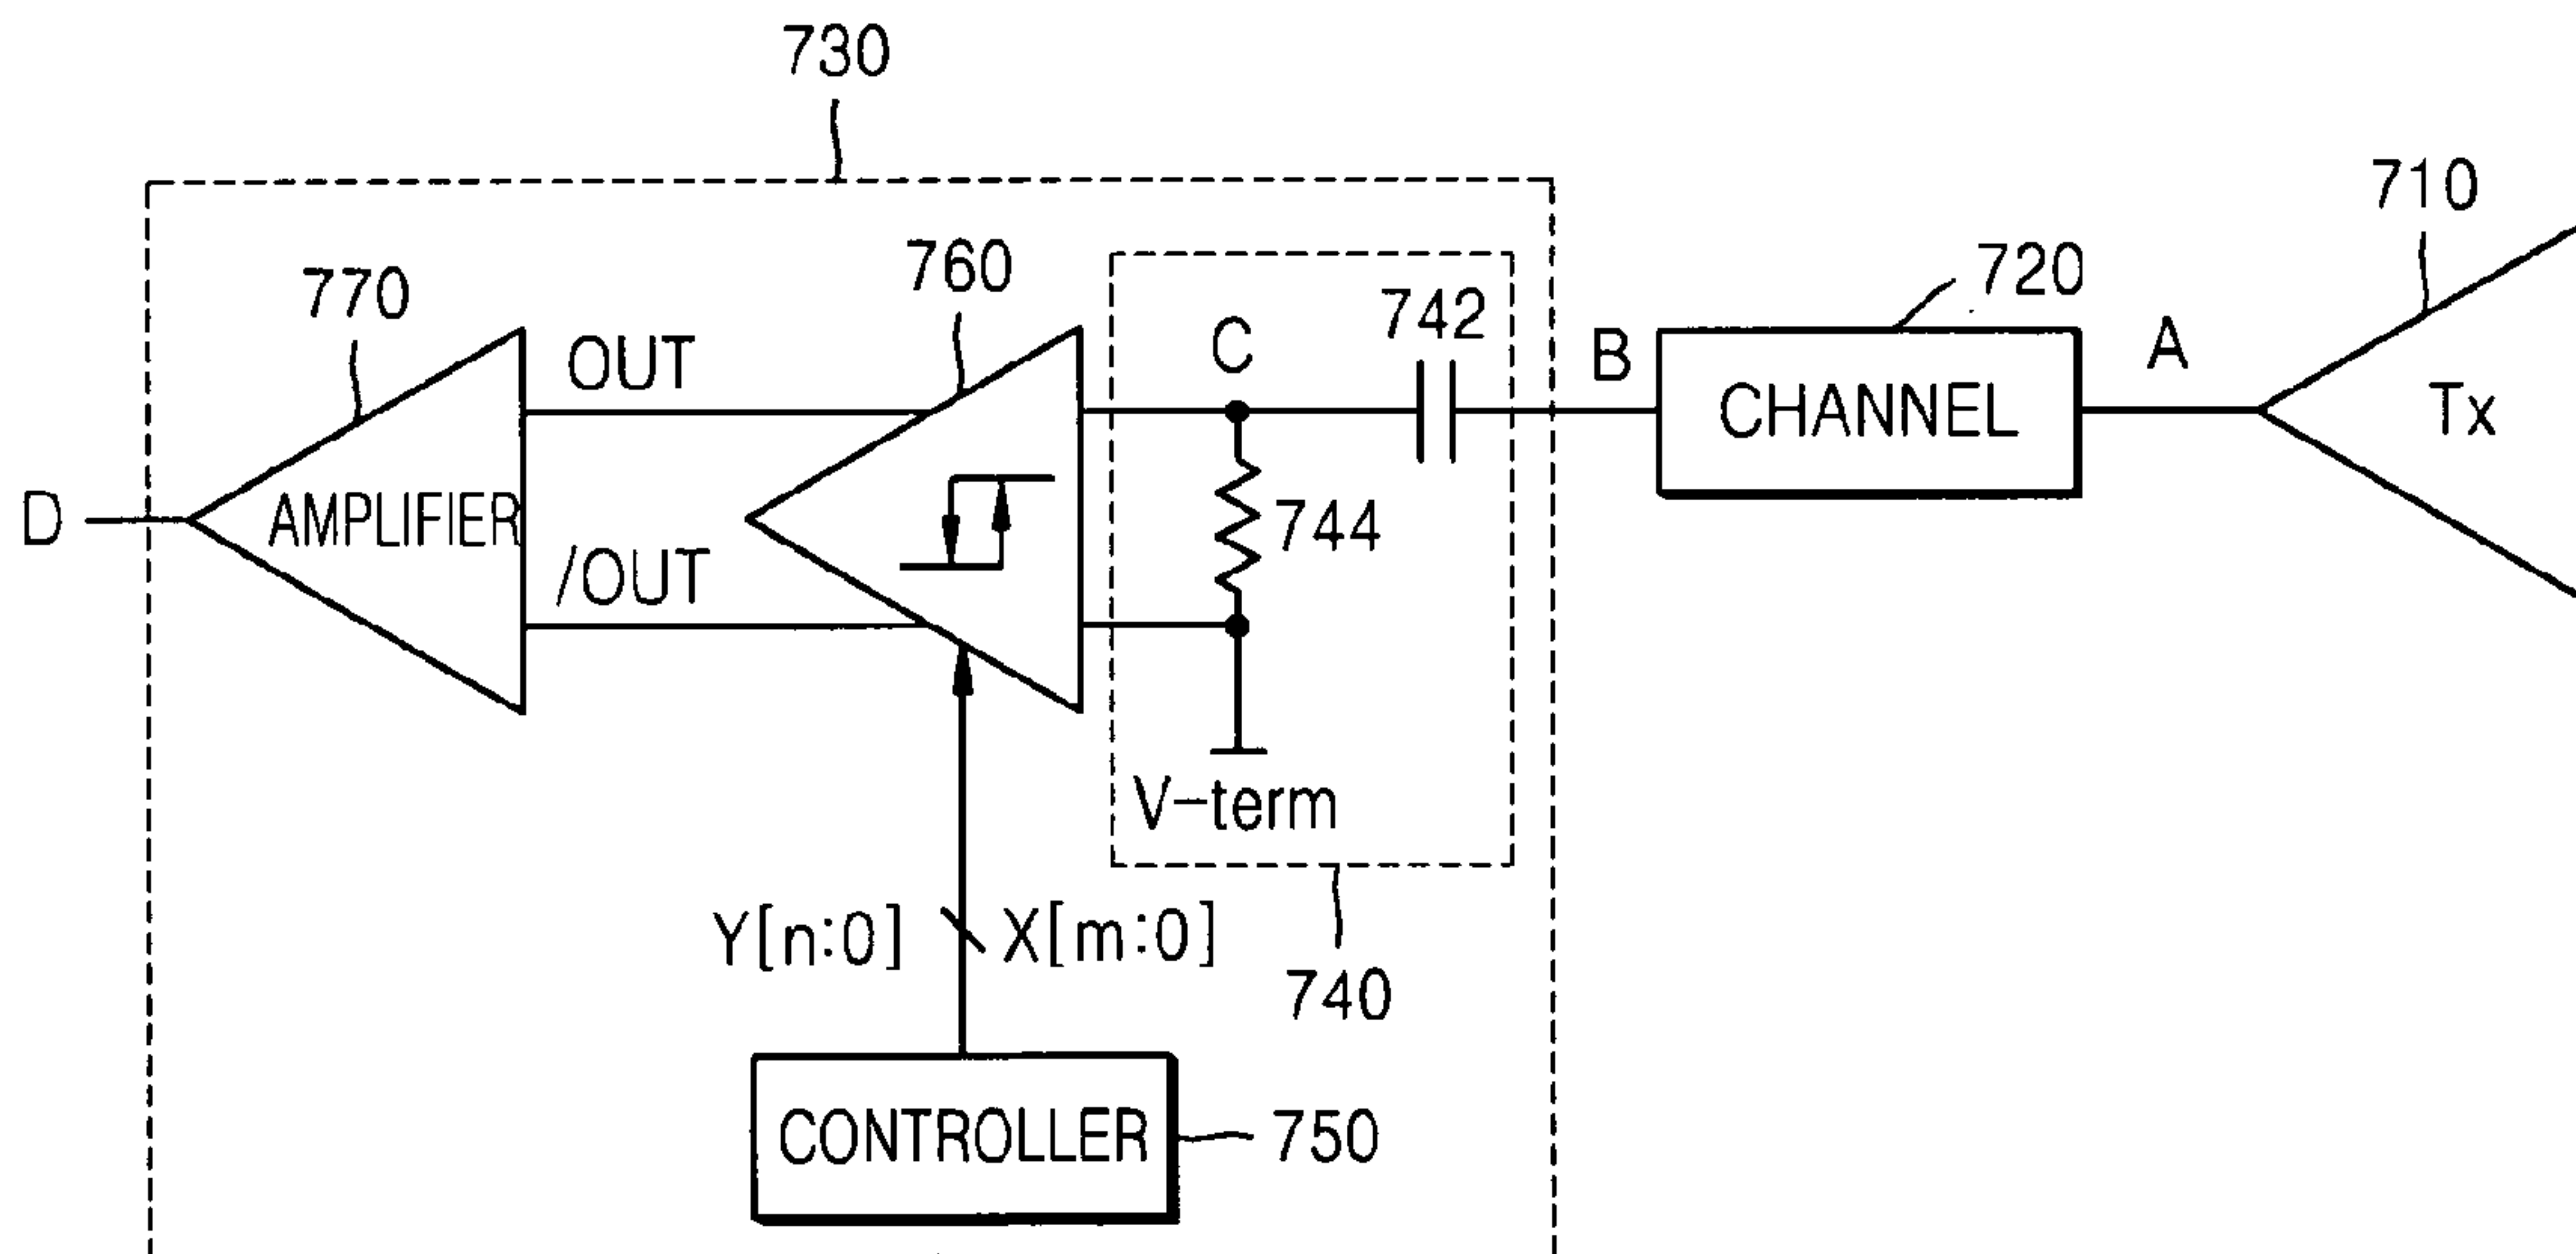 730
710
770
760
742
720
OUT
C
B
A
CHANNEL
Tx
D
AMPLIFIER
744
/OUT
V-term
Y[n:0]
X[m:0]
740
CONTROLLER
750